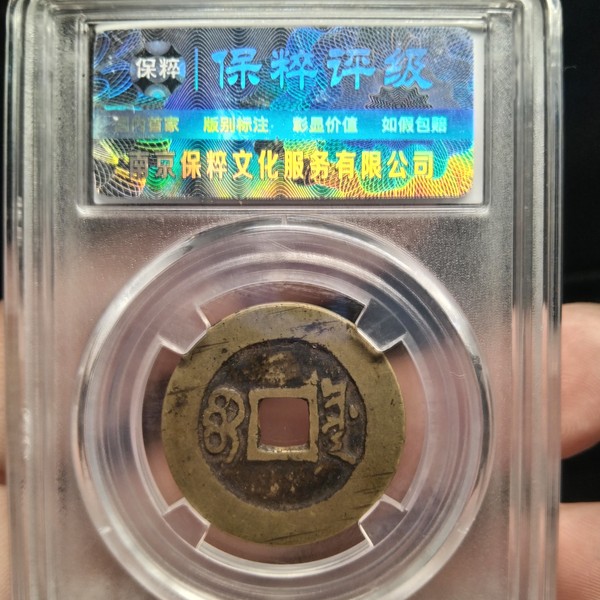 保粹 保粹评级
国内首家 版别标注 彰显价值 如假包赔
南京保粹文化服务有限公司